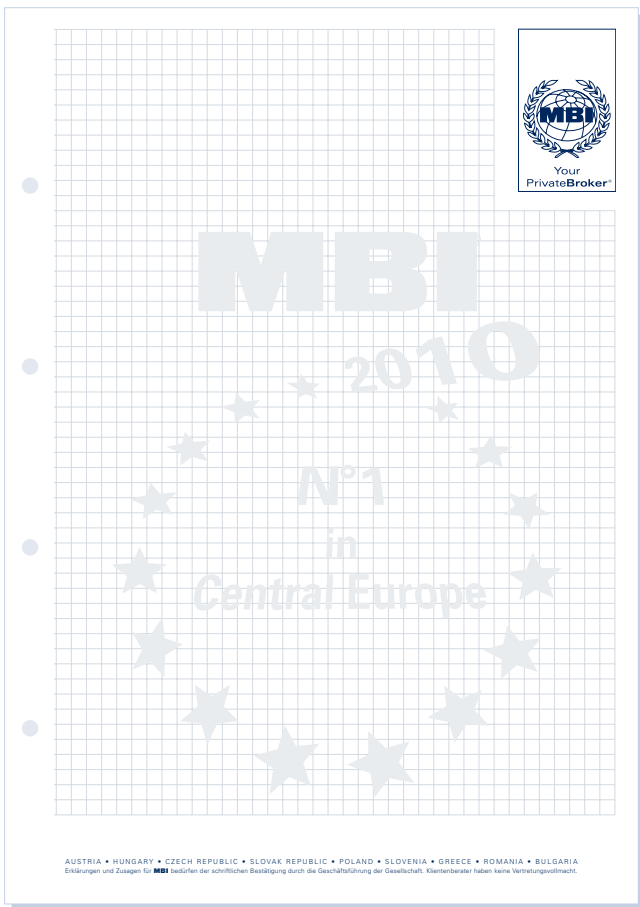 MBI
Your
PrivateBroker®
MBI
2010
N°1
in
Central Europe
AUSTRIA • HUNGARY • CZECH REPUBLIC • SLOVAK REPUBLIC • POLAND • SLOVENIA • GREECE • ROMANIA • BULGARIA
Erklärungen und Zusagen für MBI bedürfen der schriftlichen Bestätigung durch die Geschäftsführung der Gesellschaft. Klientenberater haben keine Vertretungsvollmacht.